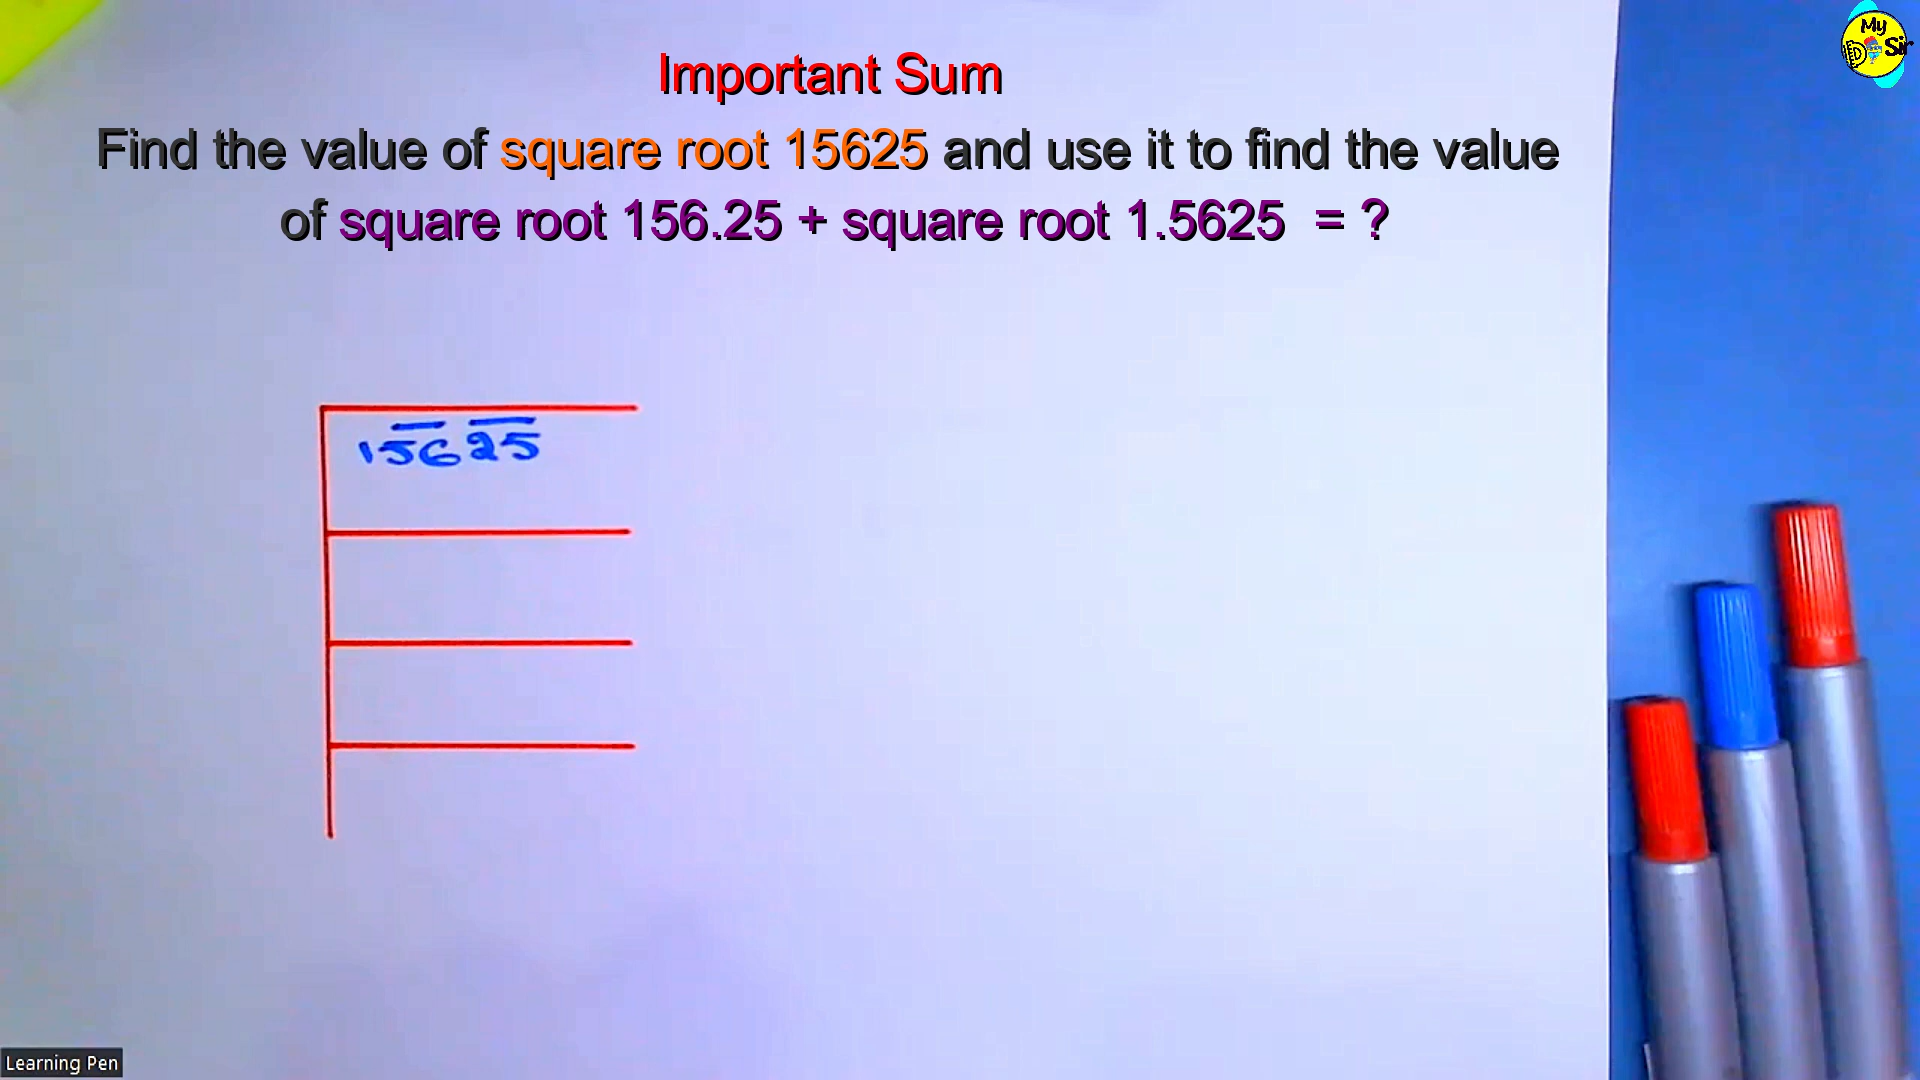 Important Sum
Find the value of square root 15625 and use it to find the value
of square root 156.25 + square root 1.5625 = ?
My
Sir
15625
Learning Pen